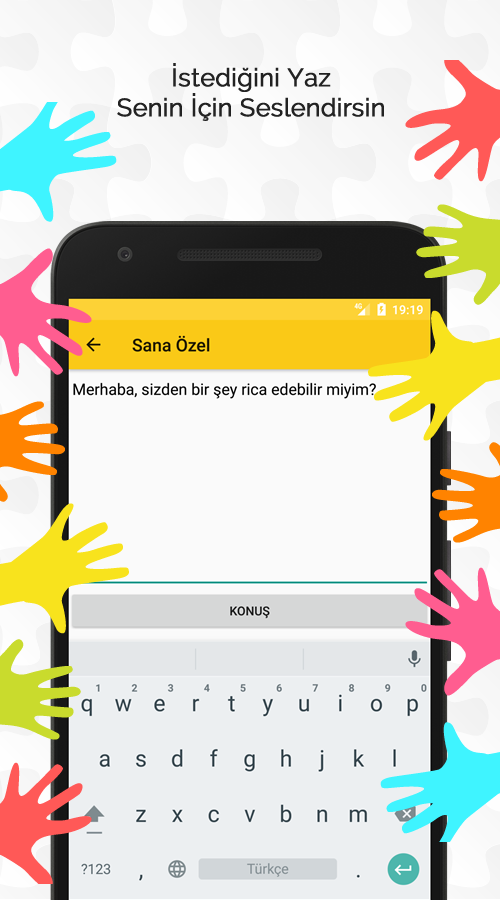 İstediğini Yaz
Senin İçin Seslendirsin
4G 19:19
Sana Özel
Merhaba, sizden bir şey rica edebilir miyim?
KONUŞ
1 2 3 4 5 6 7 8 9 0
q w e r t y u i o p
a s d f g h j k l
z x c v b n m
?123 , Türkçe .